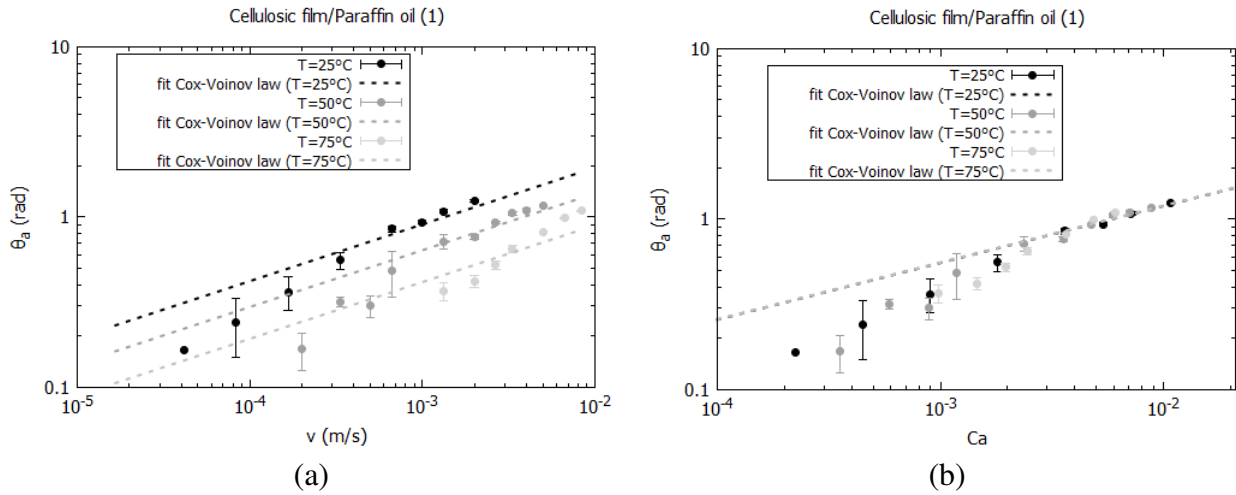 Cellulosic film/Paraffin oil (1)
10
T=25°C
fit Cox-Voinov law (T=25°C)
T=50°C
fit Cox-Voinov law (T=50°C)
T=75°C
fit Cox-Voinov law (T=75°C)
θa (rad)
1
0.1
10-5
10-4
10-3
10-2
v (m/s)
(a)
Cellulosic film/Paraffin oil (1)
10
T=25°C
fit Cox-Voinov law (T=25°C)
T=50°C
fit Cox-Voinov law (T=50°C)
T=75°C
fit Cox-Voinov law (T=75°C)
θa (rad)
1
0.1
10-4
10-3
10-2
Ca
(b)